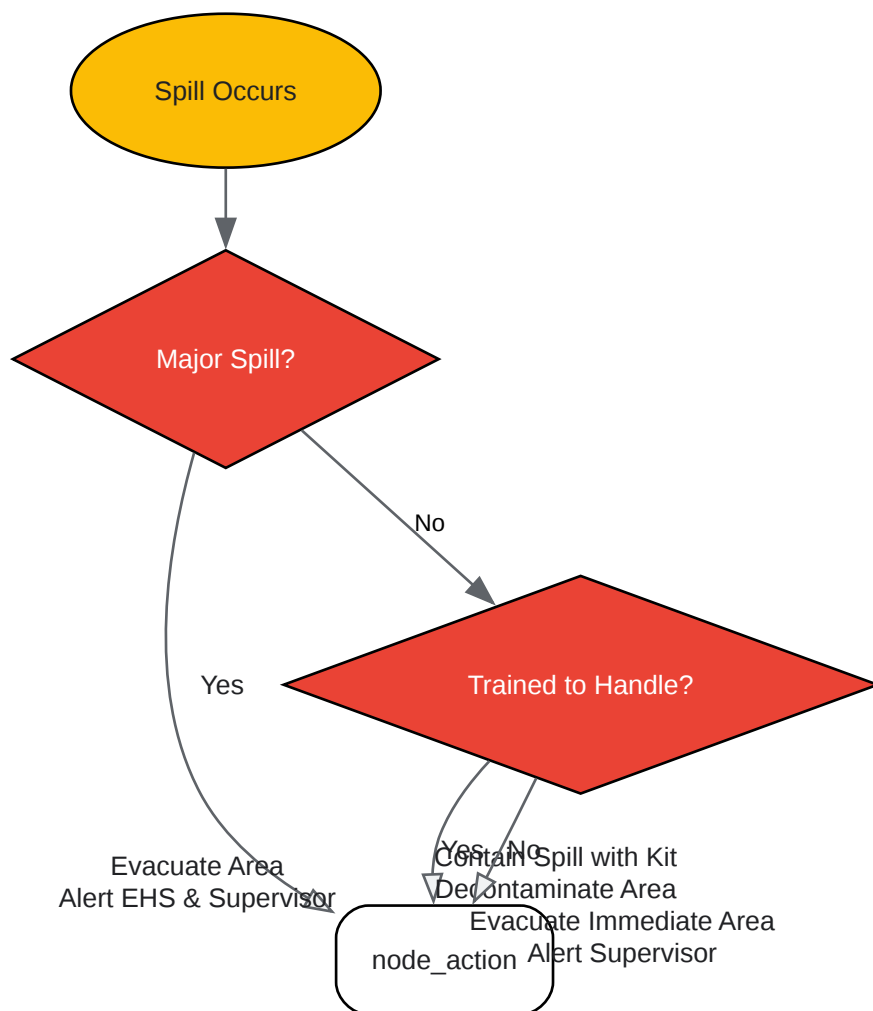 Spill Occurs
Major Spill?
No
Trained to Handle?
Yes
Yes
No
Evacuate Area
Alert EHS & Supervisor
Contain Spill with Kit
Decontaminate Area
Evacuate Immediate Area
Alert Supervisor
node_action